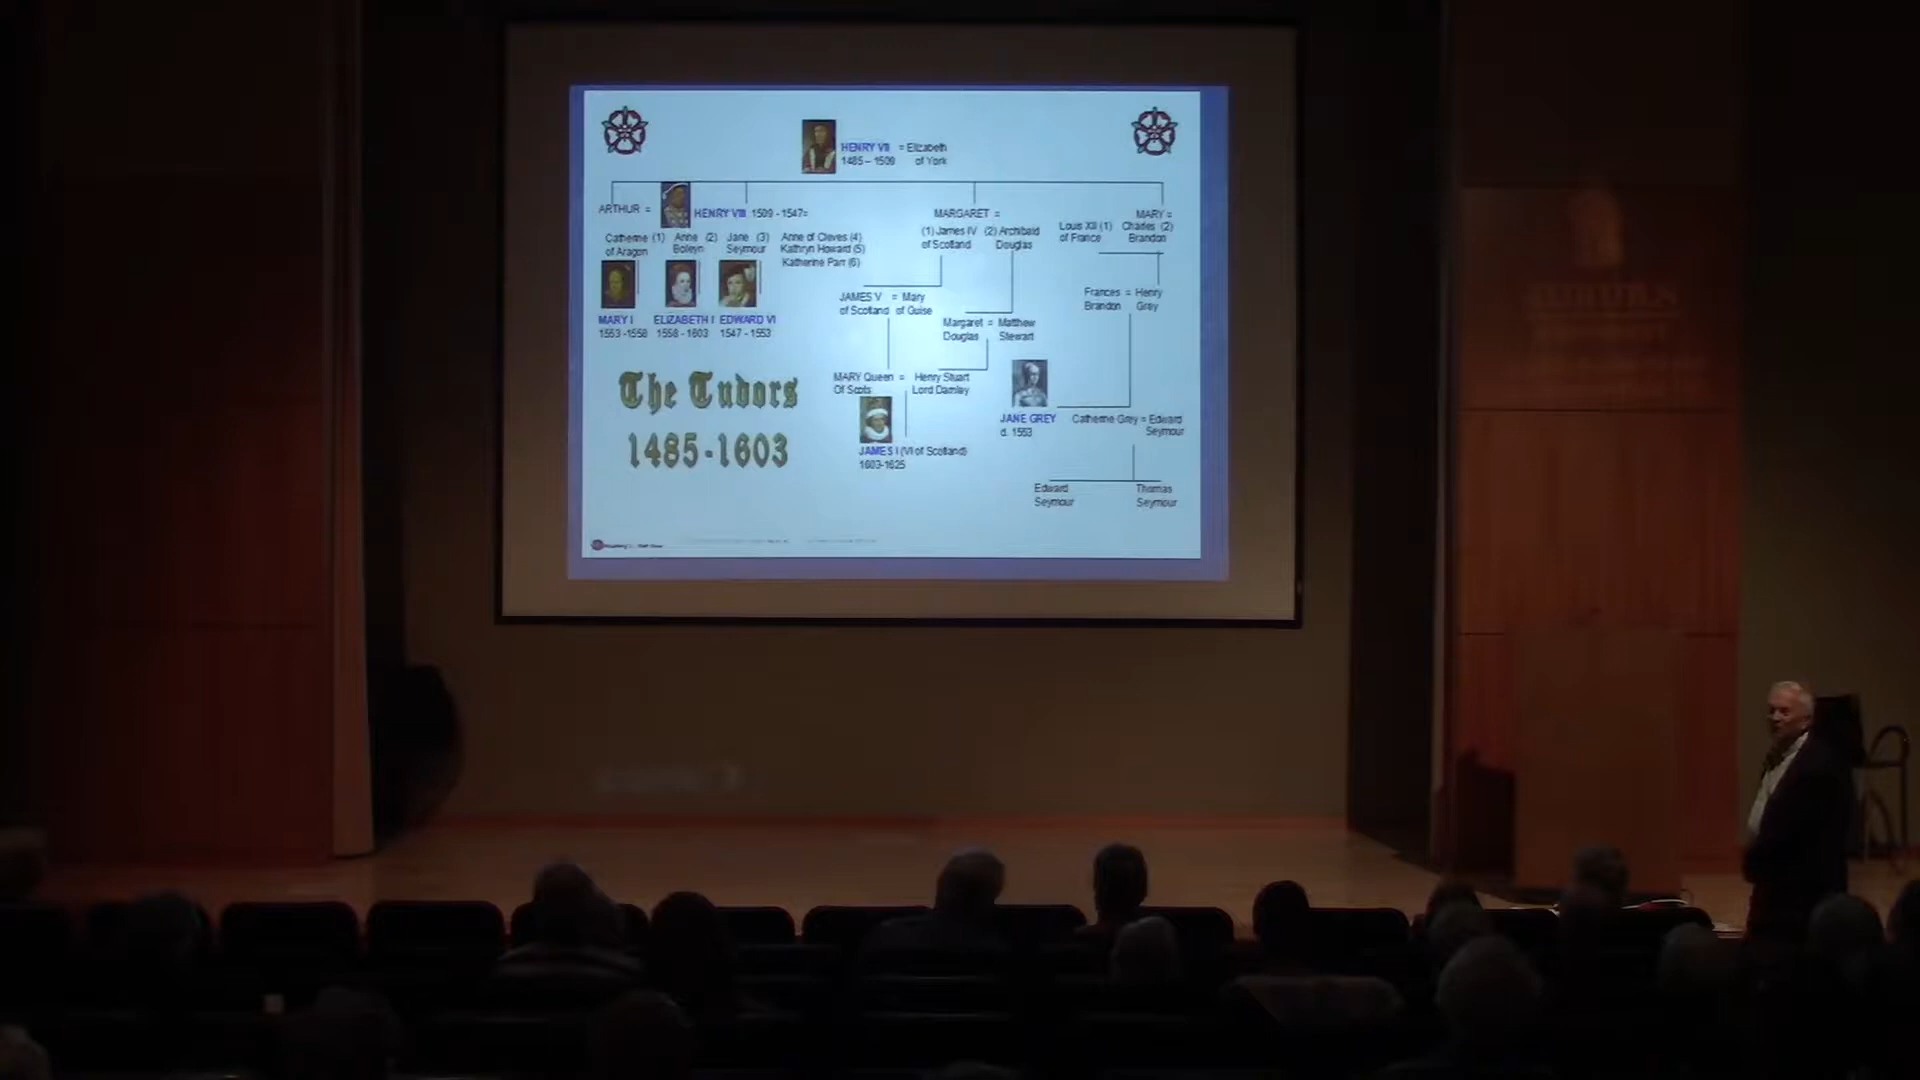 HENRY VII = Elizabeth
1485 – 1509 of York
ARTHUR =
HENRY VIII 1509 - 1547=
MARGARET =
MARY =
Catherine (1)
of Aragon
Anne (2)
Boleyn
Jane (3)
Seymour
Anne of Cleves (4)
Kathryn Howard (5)
Katherine Parr (6)
(1) James IV (2) Archibald
of Scotland Douglas
Louis XII (1) Charles (2)
of France Brandon
MARY I
1553 -1558
ELIZABETH I
1558 - 1603
EDWARD VI
1547 - 1553
JAMES V = Mary
of Scotland of Guise
Frances = Henry
Brandon Grey
Margaret = Matthew
Douglas Stewart
The Tudors
1485-1603
MARY Queen = Henry Stuart
Of Scots Lord Darnley
JAMES I (VI of Scotland)
1603-1625
JANE GREY
d. 1553
Catherine Grey = Edward
Seymour
Edward
Seymour
Thomas
Seymour